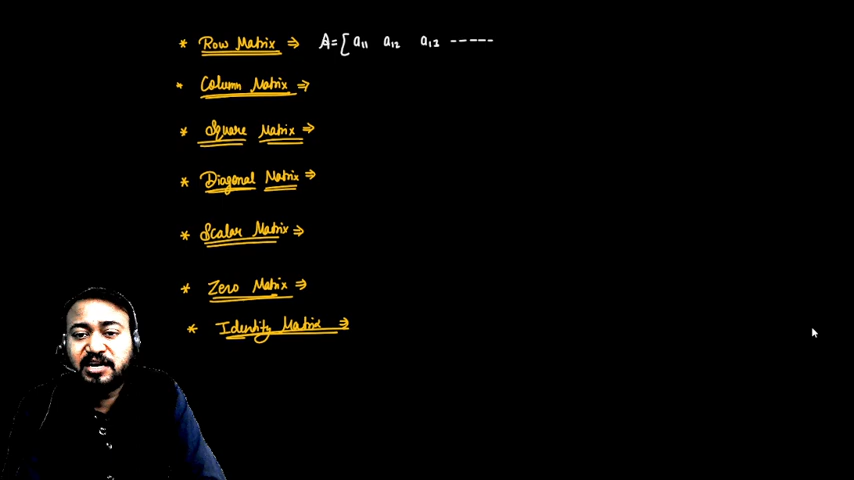 * Row Matrix ⇒ A=[ a₁₁ a₁₂ a₁₃ -----
* Column Matrix ⇒
* Square Matrix ⇒
* Diagonal Matrix ⇒
* Scalar Matrix ⇒
* Zero Matrix ⇒
* Identity Matrix ⇒